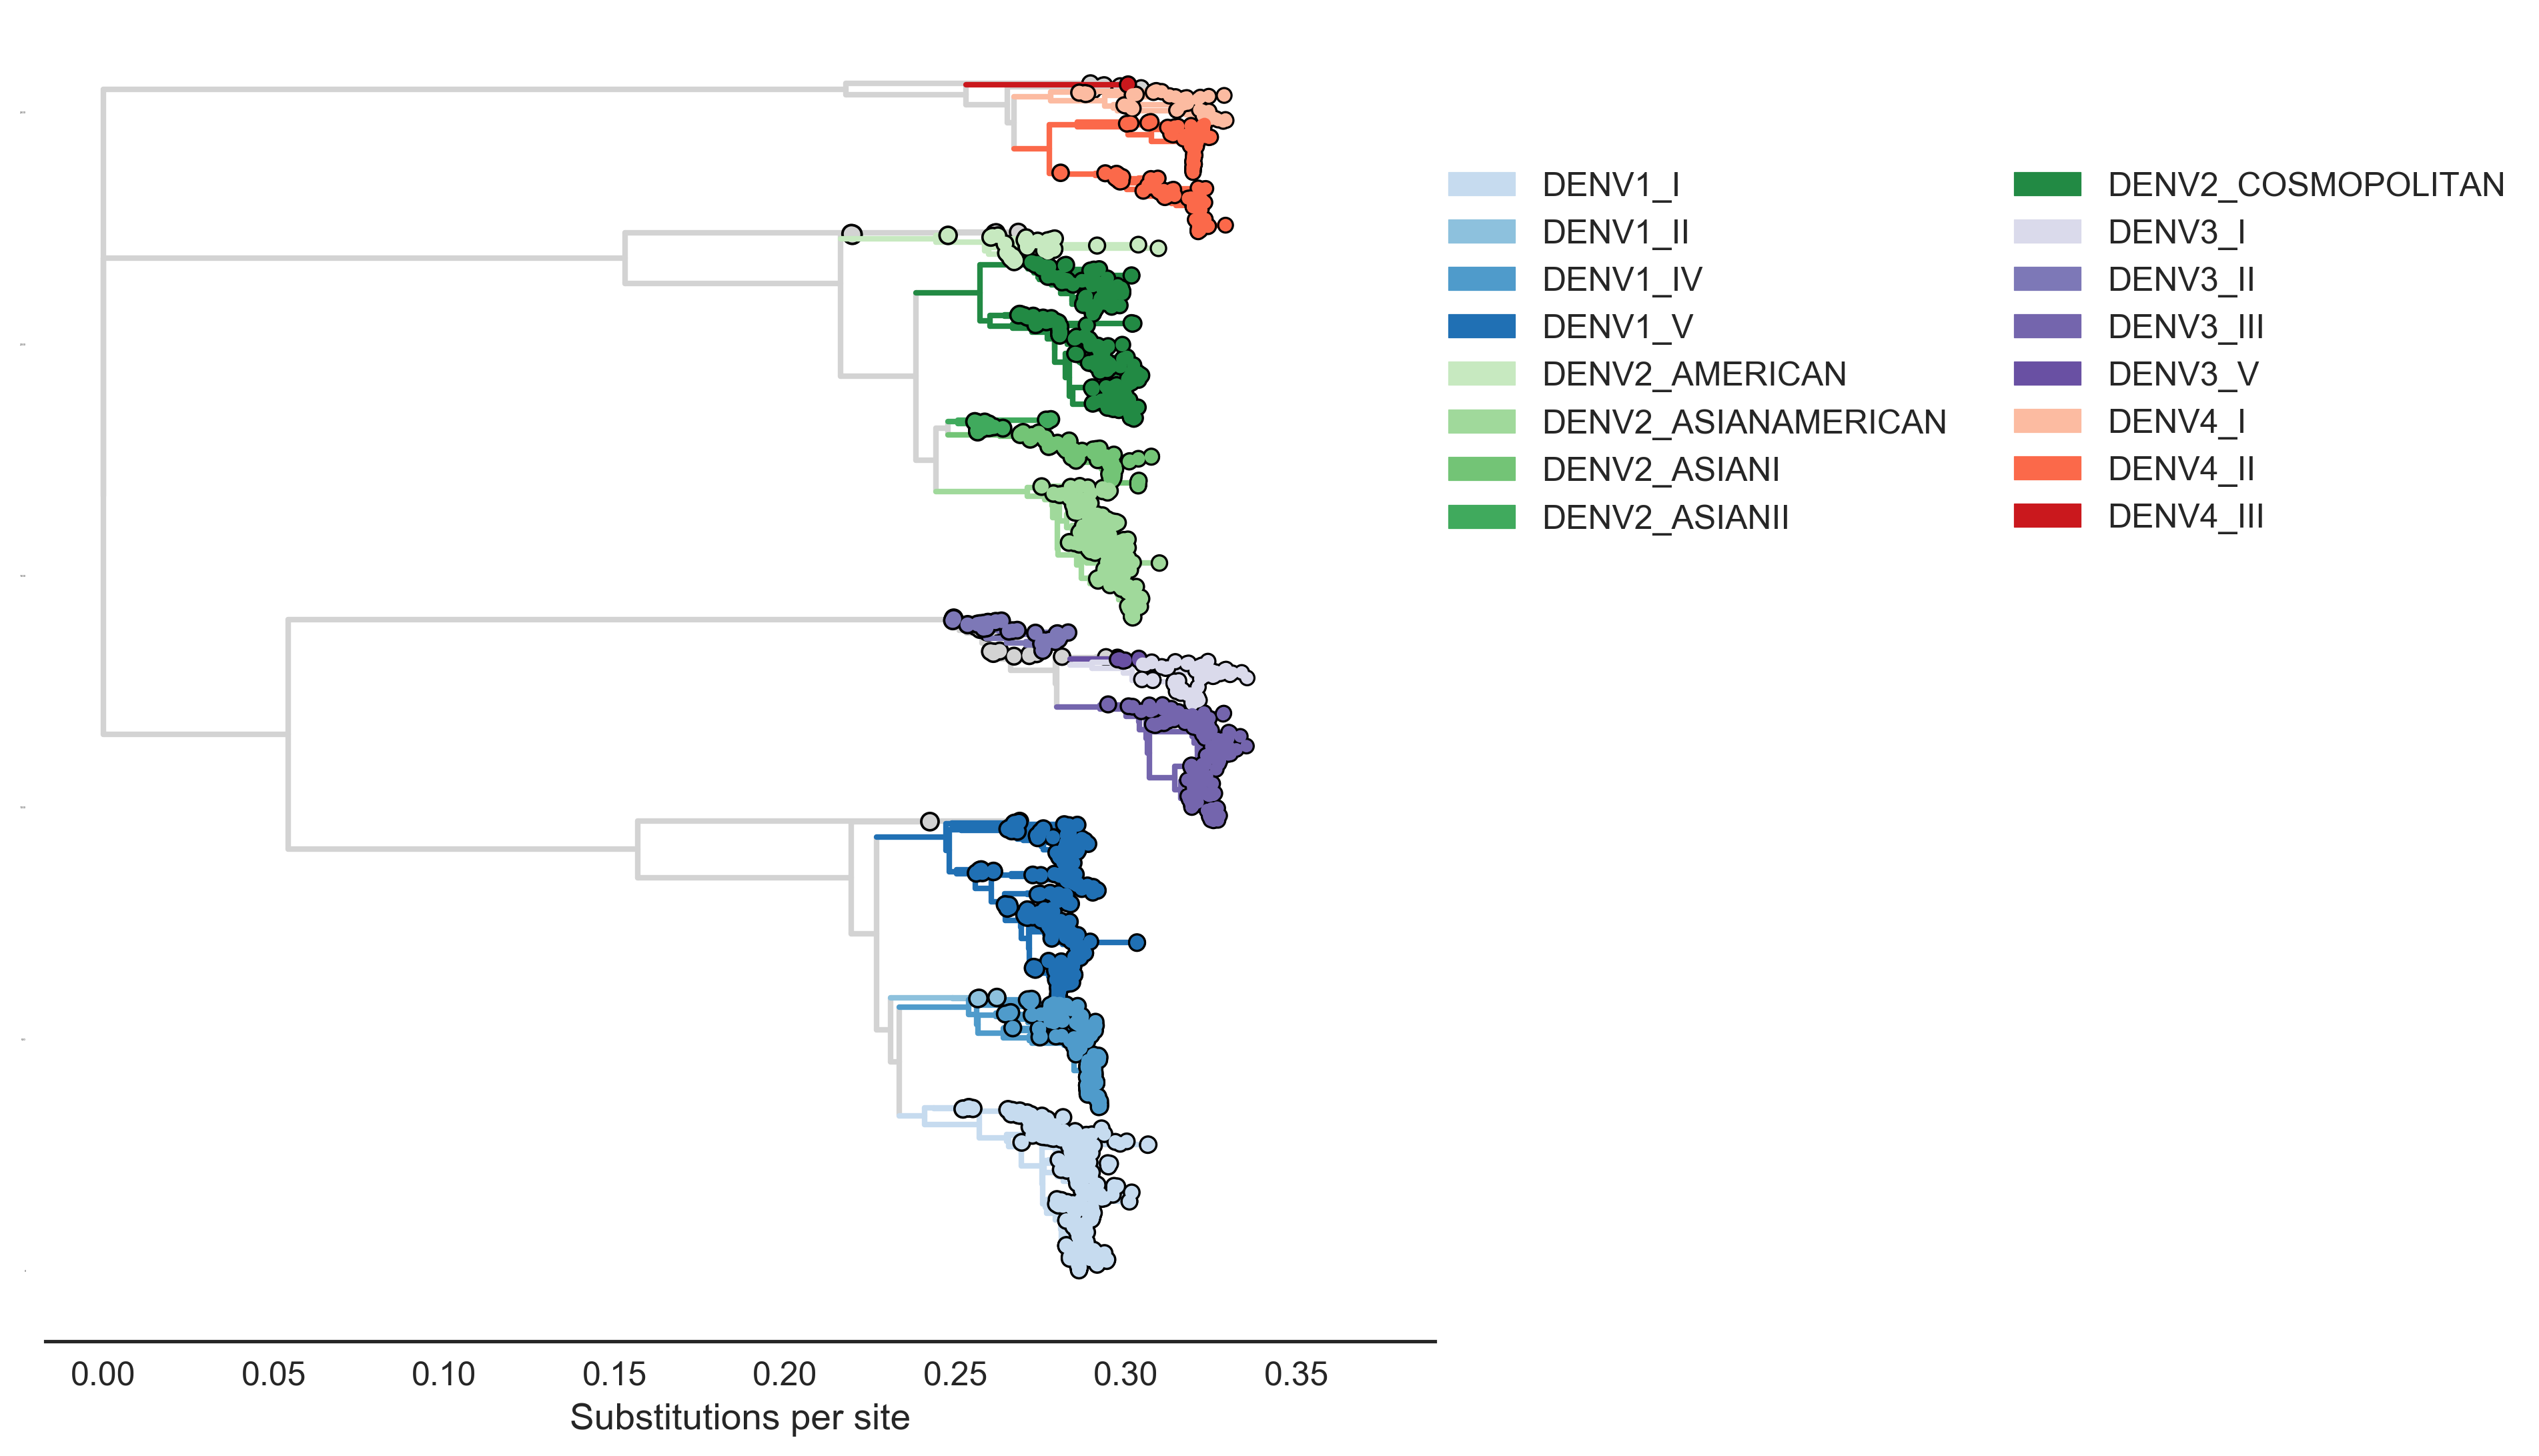 DENV1_I
DENV1_II
DENV1_IV
DENV1_V
DENV2_AMERICAN
DENV2_ASIANAMERICAN
DENV2_ASIANI
DENV2_ASIANII
DENV2_COSMOPOLITAN
DENV3_I
DENV3_II
DENV3_III
DENV3_V
DENV4_I
DENV4_II
DENV4_III
0.00 0.05 0.10 0.15 0.20 0.25 0.30 0.35
Substitutions per site